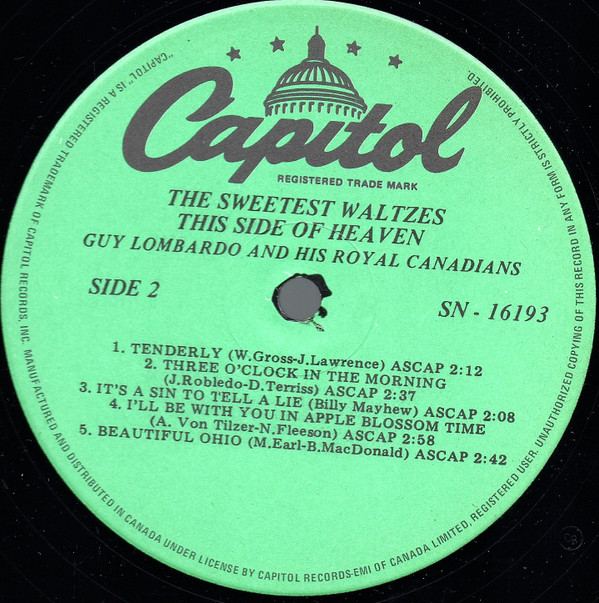 Capitol
REGISTERED TRADE MARK
THE SWEETEST WALTZES
THIS SIDE OF HEAVEN
GUY LOMBARDO AND HIS ROYAL CANADIANS
SIDE 2
SN - 16193
1. TENDERLY (W.Gross-J.Lawrence) ASCAP 2:12
2. THREE O'CLOCK IN THE MORNING
(J.Robledo-D.Terriss) ASCAP 2:37
3. IT'S A SIN TO TELL A LIE (Billy Mayhew) ASCAP 2:08
4. I'LL BE WITH YOU IN APPLE BLOSSOM TIME
(A. Von Tilzer-N.Fleeson) ASCAP 2:58
5. BEAUTIFUL OHIO (M.Earl-B.MacDonald) ASCAP 2:42
"CAPITOL" IS A REGISTERED TRADEMARK OF CAPITOL RECORDS, INC. MANUFACTURED AND DISTRIBUTED IN CANADA UNDER LICENSE BY CAPITOL RECORDS-EMI OF CANADA LIMITED, REGISTERED USER. UNAUTHORIZED COPYING OF THIS RECORD IN ANY FORM IS STRICTLY PROHIBITED.